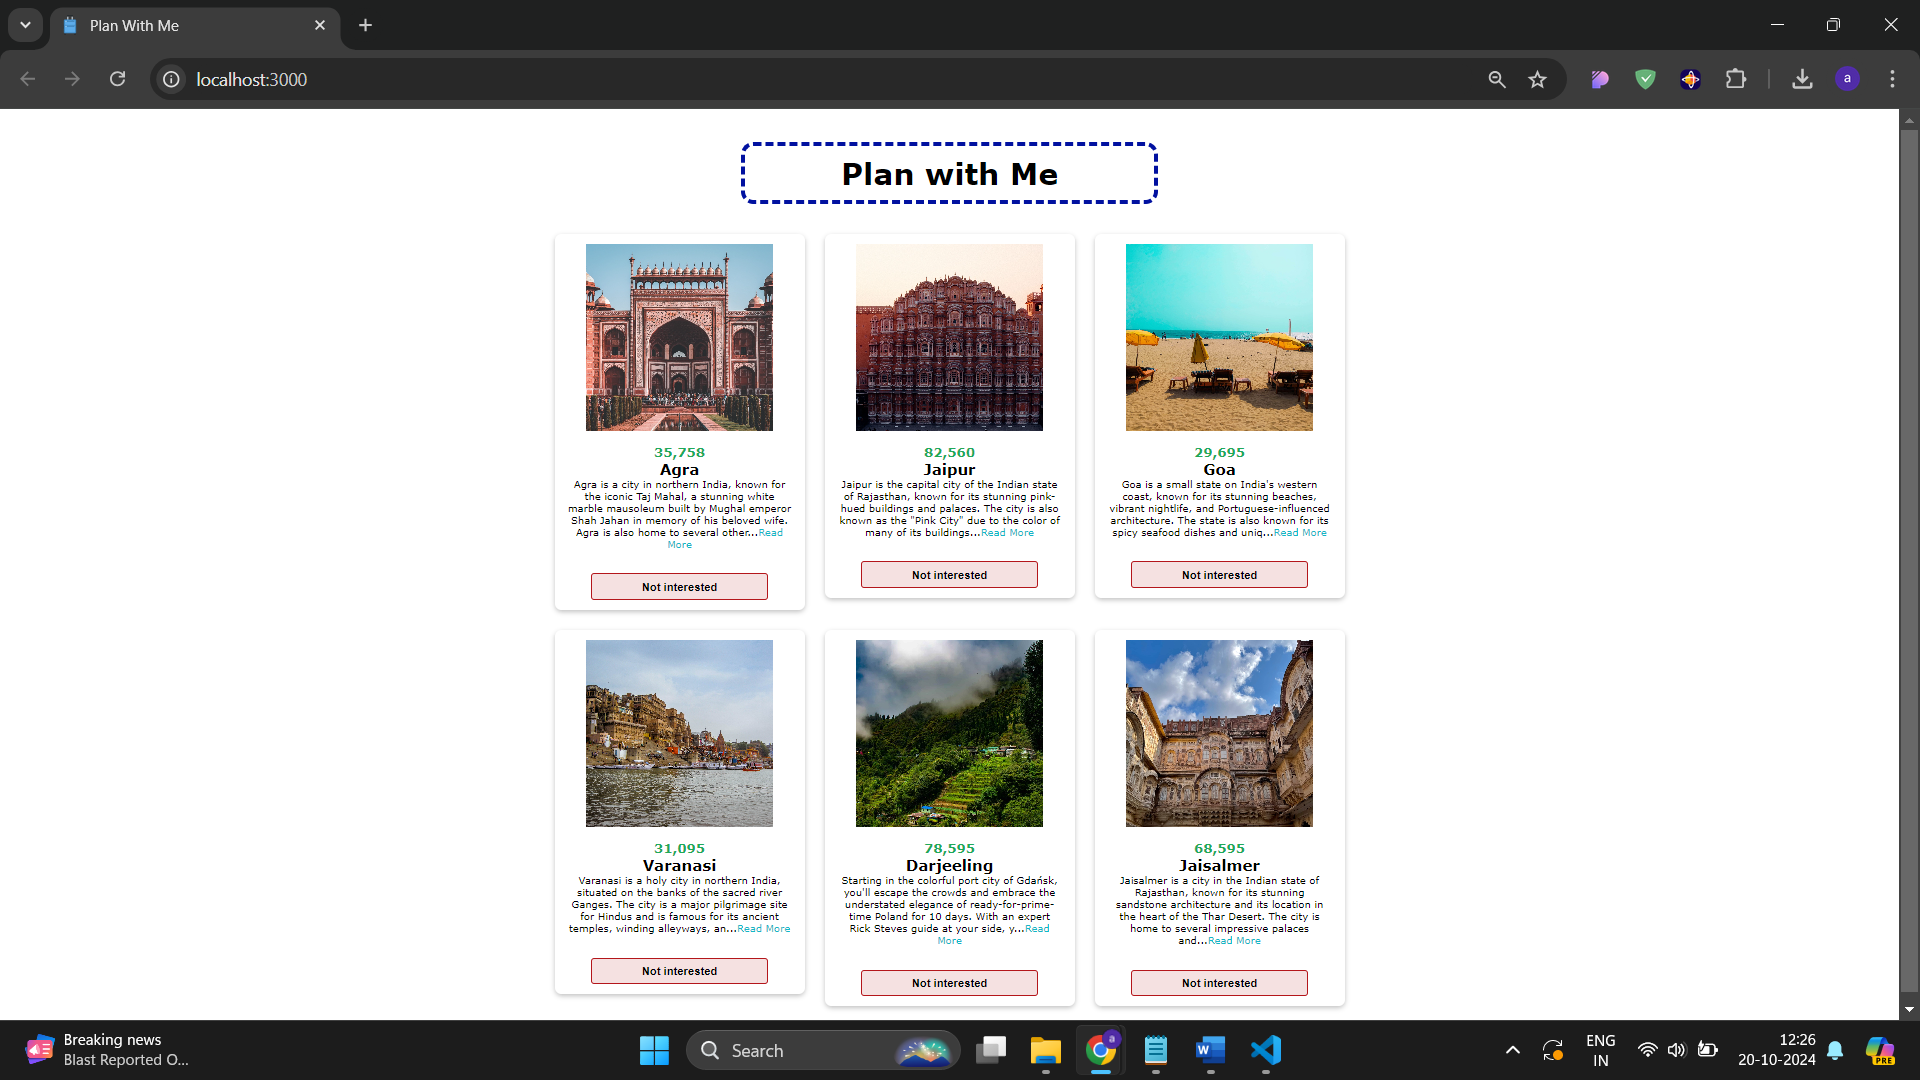 Plan With Me
localhost:3000
a
Plan with Me
35,758
Agra
Agra is a city in northern India, known for
the iconic Taj Mahal, a stunning white
marble mausoleum built by Mughal emperor
Shah Jahan in memory of his beloved wife.
Agra is also home to several other...Read
More
Not interested
82,560
Jaipur
Jaipur is the capital city of the Indian state
of Rajasthan, known for its stunning pink-
hued buildings and palaces. The city is also
known as the "Pink City" due to the color of
many of its buildings...Read More
Not interested
29,695
Goa
Goa is a small state on India's western
coast, known for its stunning beaches,
vibrant nightlife, and Portuguese-influenced
architecture. The state is also known for its
spicy seafood dishes and uniq...Read More
Not interested
31,095
Varanasi
Varanasi is a holy city in northern India,
situated on the banks of the sacred river
Ganges. The city is a major pilgrimage site
for Hindus and is famous for its ancient
temples, winding alleyways, an...Read More
Not interested
78,595
Darjeeling
Starting in the colorful port city of Gdańsk,
you'll escape the crowds and embrace the
understated elegance of ready-for-prime-
time Poland for 10 days. With an expert
Rick Steves guide at your side, y...Read
More
Not interested
68,595
Jaisalmer
Jaisalmer is a city in the Indian state of
Rajasthan, known for its stunning
sandstone architecture and its location in
the heart of the Thar Desert. The city is
home to several impressive palaces
and...Read More
Not interested
Breaking news
Blast Reported O...
Search
a
W
ENG
IN
12:26
20-10-2024
PRE